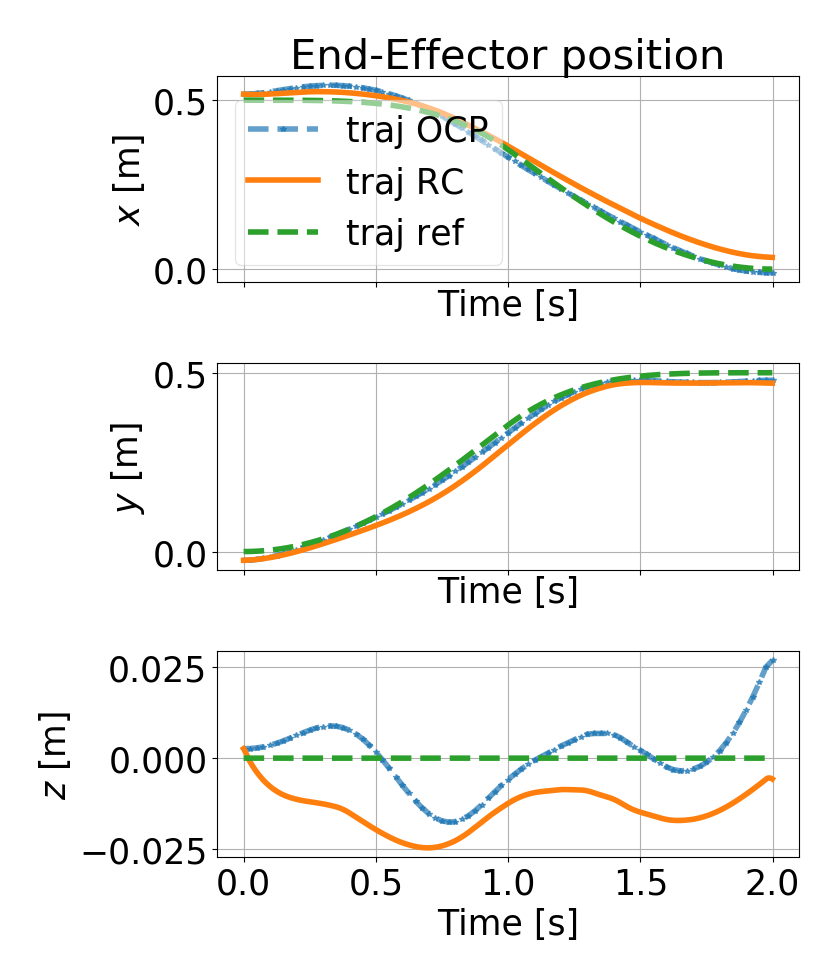 End-Effector position
0.5
0.0
x [m]
traj OCP
traj RC
traj ref
Time [s]
0.5
0.0
y [m]
Time [s]
0.025
0.000
−0.025
z [m]
0.0 0.5 1.0 1.5 2.0
Time [s]